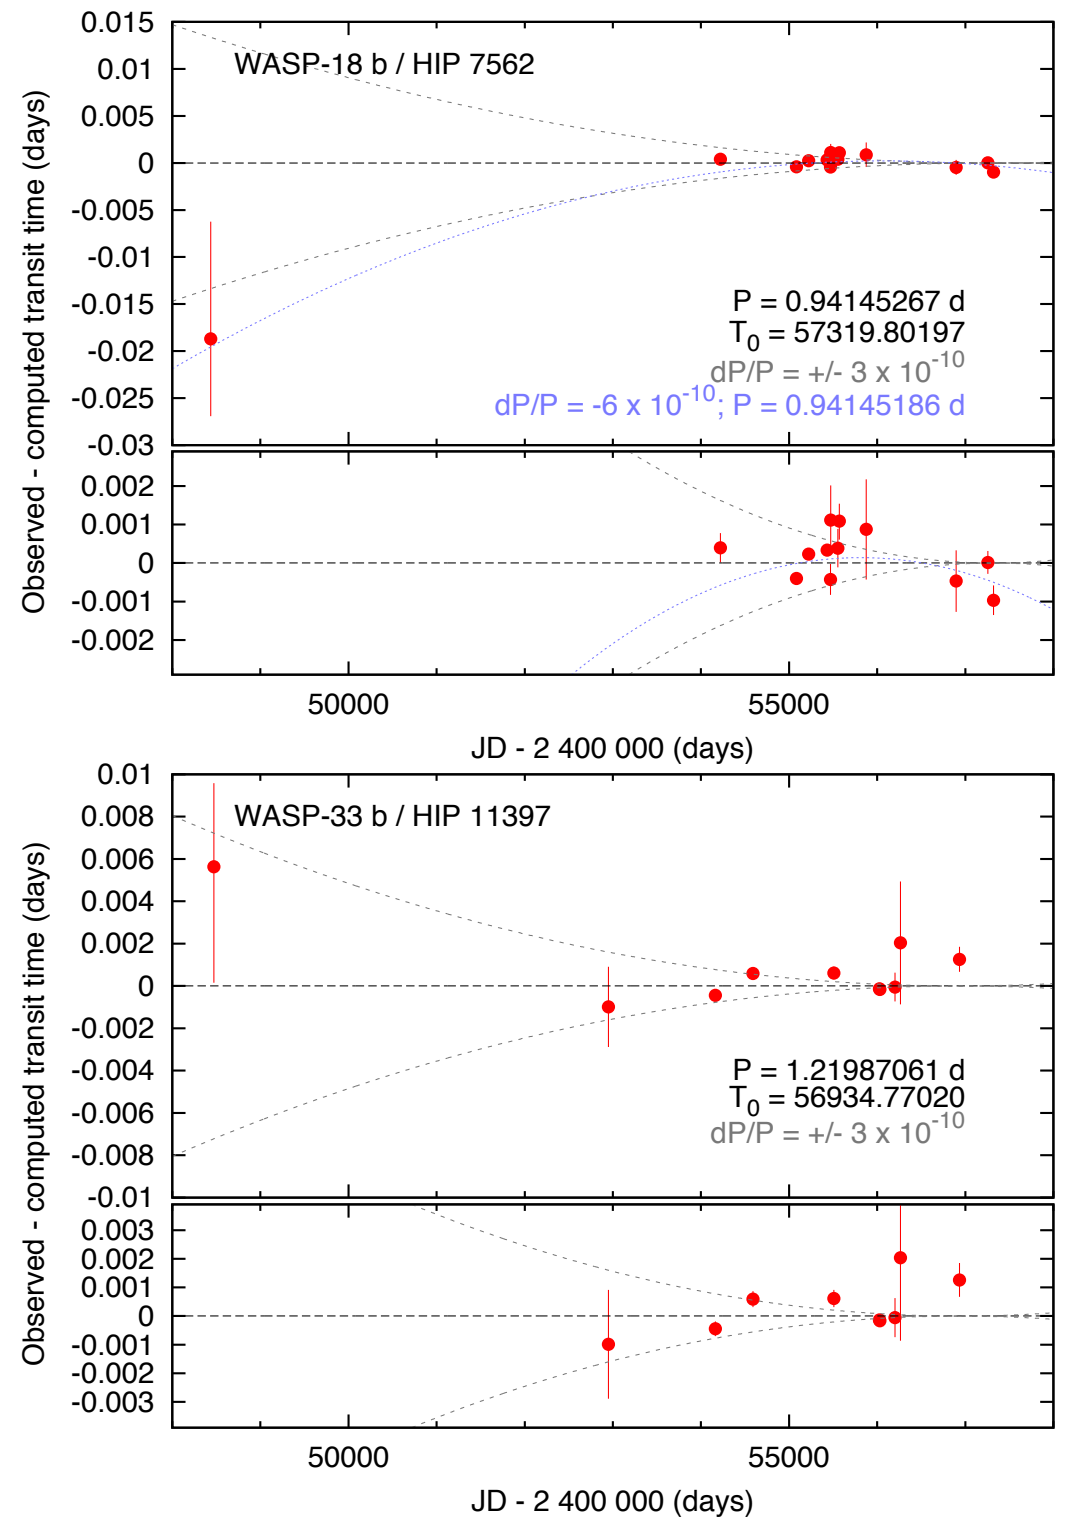 Observed - computed transit time (days)
0.015
WASP-18 b / HIP 7562
0.01
0.005
0
-0.005
-0.01
-0.015
-0.02
-0.025
-0.03
P = 0.94145267 d
T0 = 57319.80197
dP/P = +/- 3 x 10^-10
dP/P = -6 x 10^-10; P = 0.94145186 d
0.002
0.001
0
-0.001
-0.002
50000 55000
JD - 2 400 000 (days)
Observed - computed transit time (days)
0.01
WASP-33 b / HIP 11397
0.008
0.006
0.004
0.002
0
-0.002
-0.004
-0.006
-0.008
-0.01
P = 1.21987061 d
T0 = 56934.77020
dP/P = +/- 3 x 10^-10
0.003
0.002
0.001
0
-0.001
-0.002
-0.003
50000 55000
JD - 2 400 000 (days)